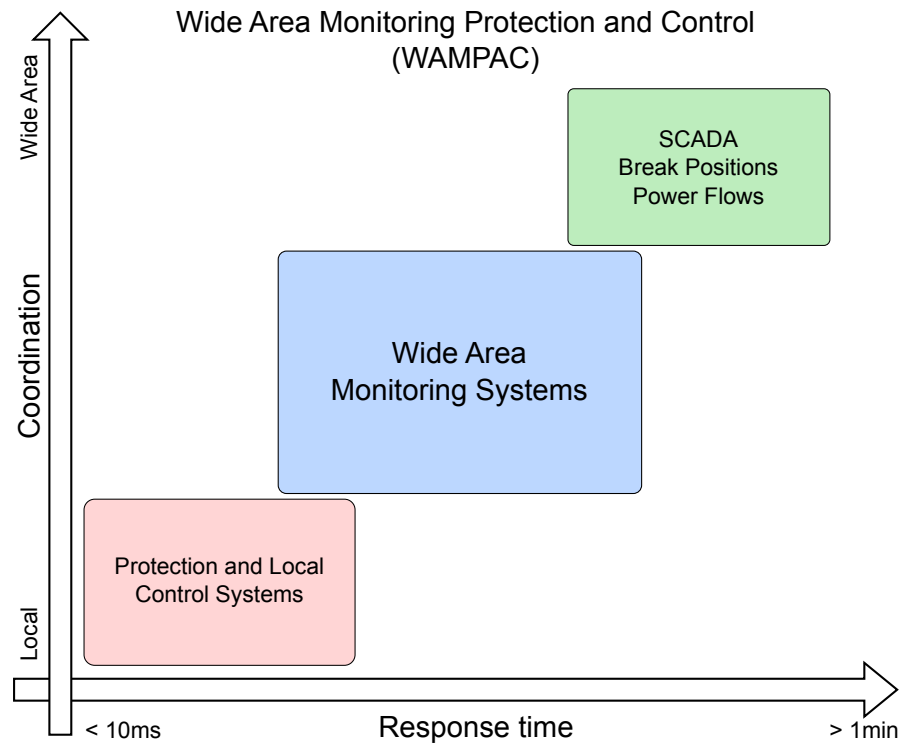 Wide Area Monitoring Protection and Control
(WAMPAC)
Wide Area
SCADA
Break Positions
Power Flows
Coordination
Wide Area
Monitoring Systems
Protection and Local
Control Systems
Local
< 10ms
Response time
> 1min